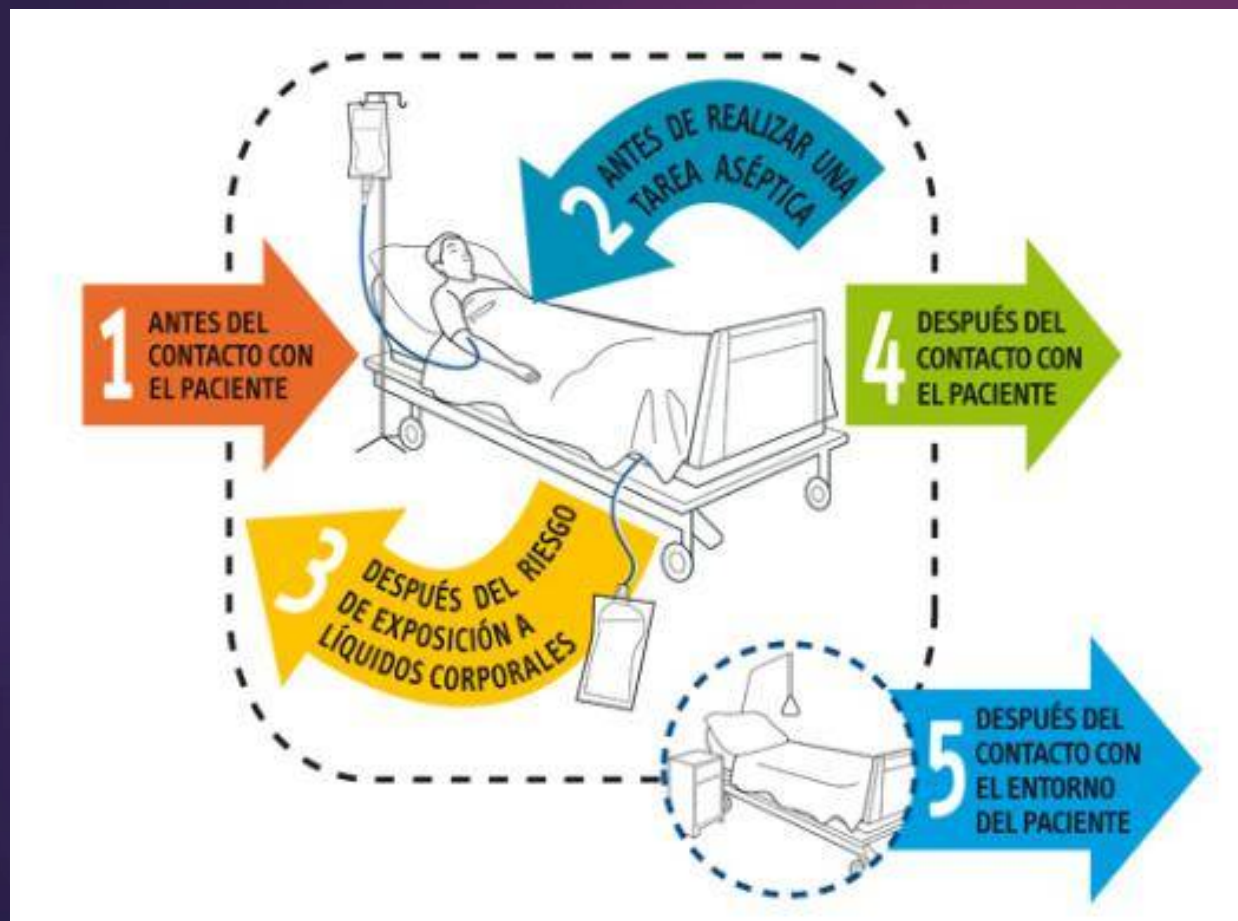 1
ANTES DEL
CONTACTO CON
EL PACIENTE
2
ANTES DE REALIZAR UNA
TAREA ASÉPTICA
3
DESPUÉS DEL RIESGO
DE EXPOSICIÓN A
LÍQUIDOS CORPORALES
4
DESPUÉS DEL
CONTACTO CON
EL PACIENTE
5
DESPUÉS DEL
CONTACTO CON
EL ENTORNO
DEL PACIENTE